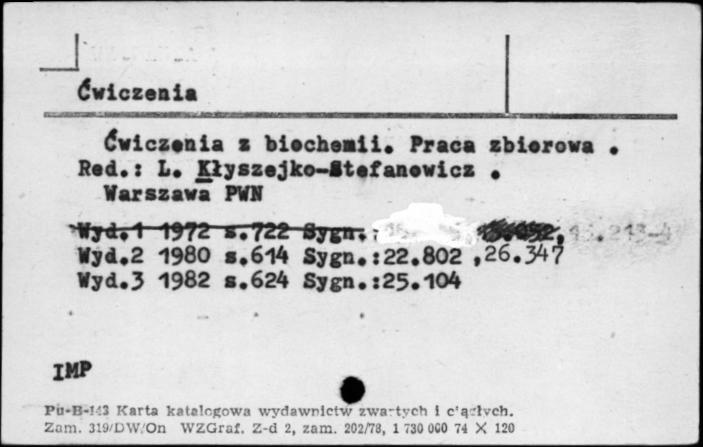 Ćwiczenia
Ćwiczenia z biochemii. Praca zbiorowa .
Red.: L. Kłyszejko-Stefanowicz .
Warszawa PWN
Wyd.1 1972 s.722 Sygn.:
Wyd.2 1980 s.614 Sygn.:22.802 ,26.347
Wyd.3 1982 s.624 Sygn.:25.104
IMP
Pu-B-143 Karta katalogowa wydawnictw zwartych i ciągłych.
Zam. 319/DW/On WZGraf. Z-d 2, zam. 202/78, 1 730 000 74 X 120